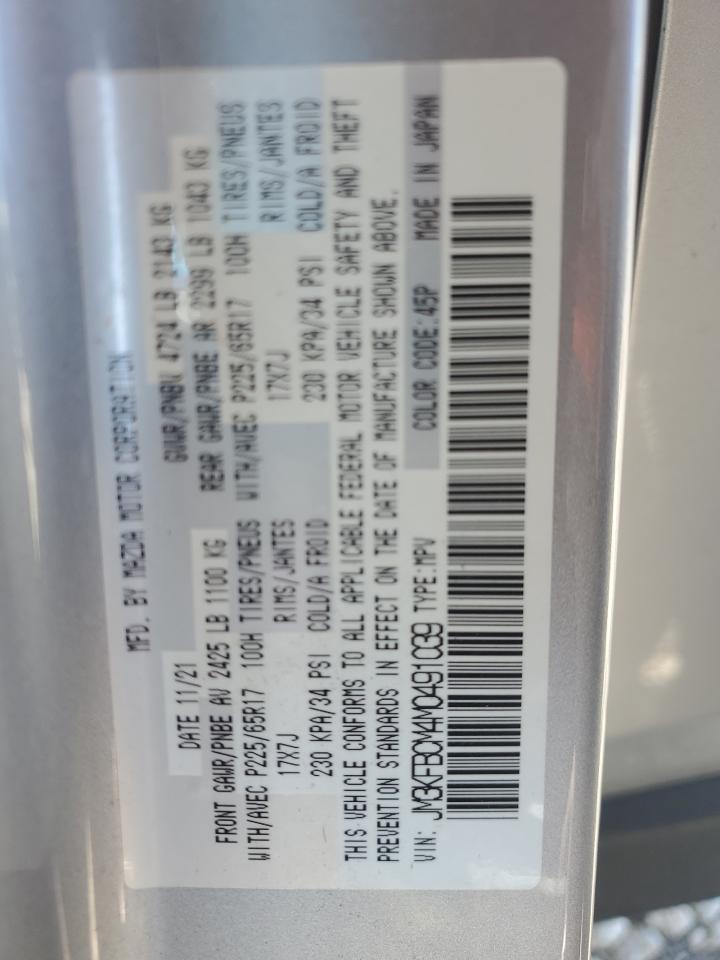 MFD. BY MAZDA MOTOR CORPORATION
DATE 11/21 GVWR/PNBV 4724 LB 2143 KG
FRONT GAWR/PNBE AV 2425 LB 1100 KG REAR GAWR/PNBE AR 2299 LB 1043 KG
WITH/AVEC P225/65R17 100H TIRES/PNEUS WITH/AVEC P225/65R17 100H TIRES/PNEUS
17X7J RIMS/JANTES 17X7J RIMS/JANTES
230 KPA/34 PSI COLD/A FROID 230 KPA/34 PSI COLD/A FROID
THIS VEHICLE CONFORMS TO ALL APPLICABLE FEDERAL MOTOR VEHICLE SAFETY AND THEFT
PREVENTION STANDARDS IN EFFECT ON THE DATE OF MANUFACTURE SHOWN ABOVE.
VIN: JM3KFBCM4M0491039 TYPE:MPV COLOR CODE:45P MADE IN JAPAN